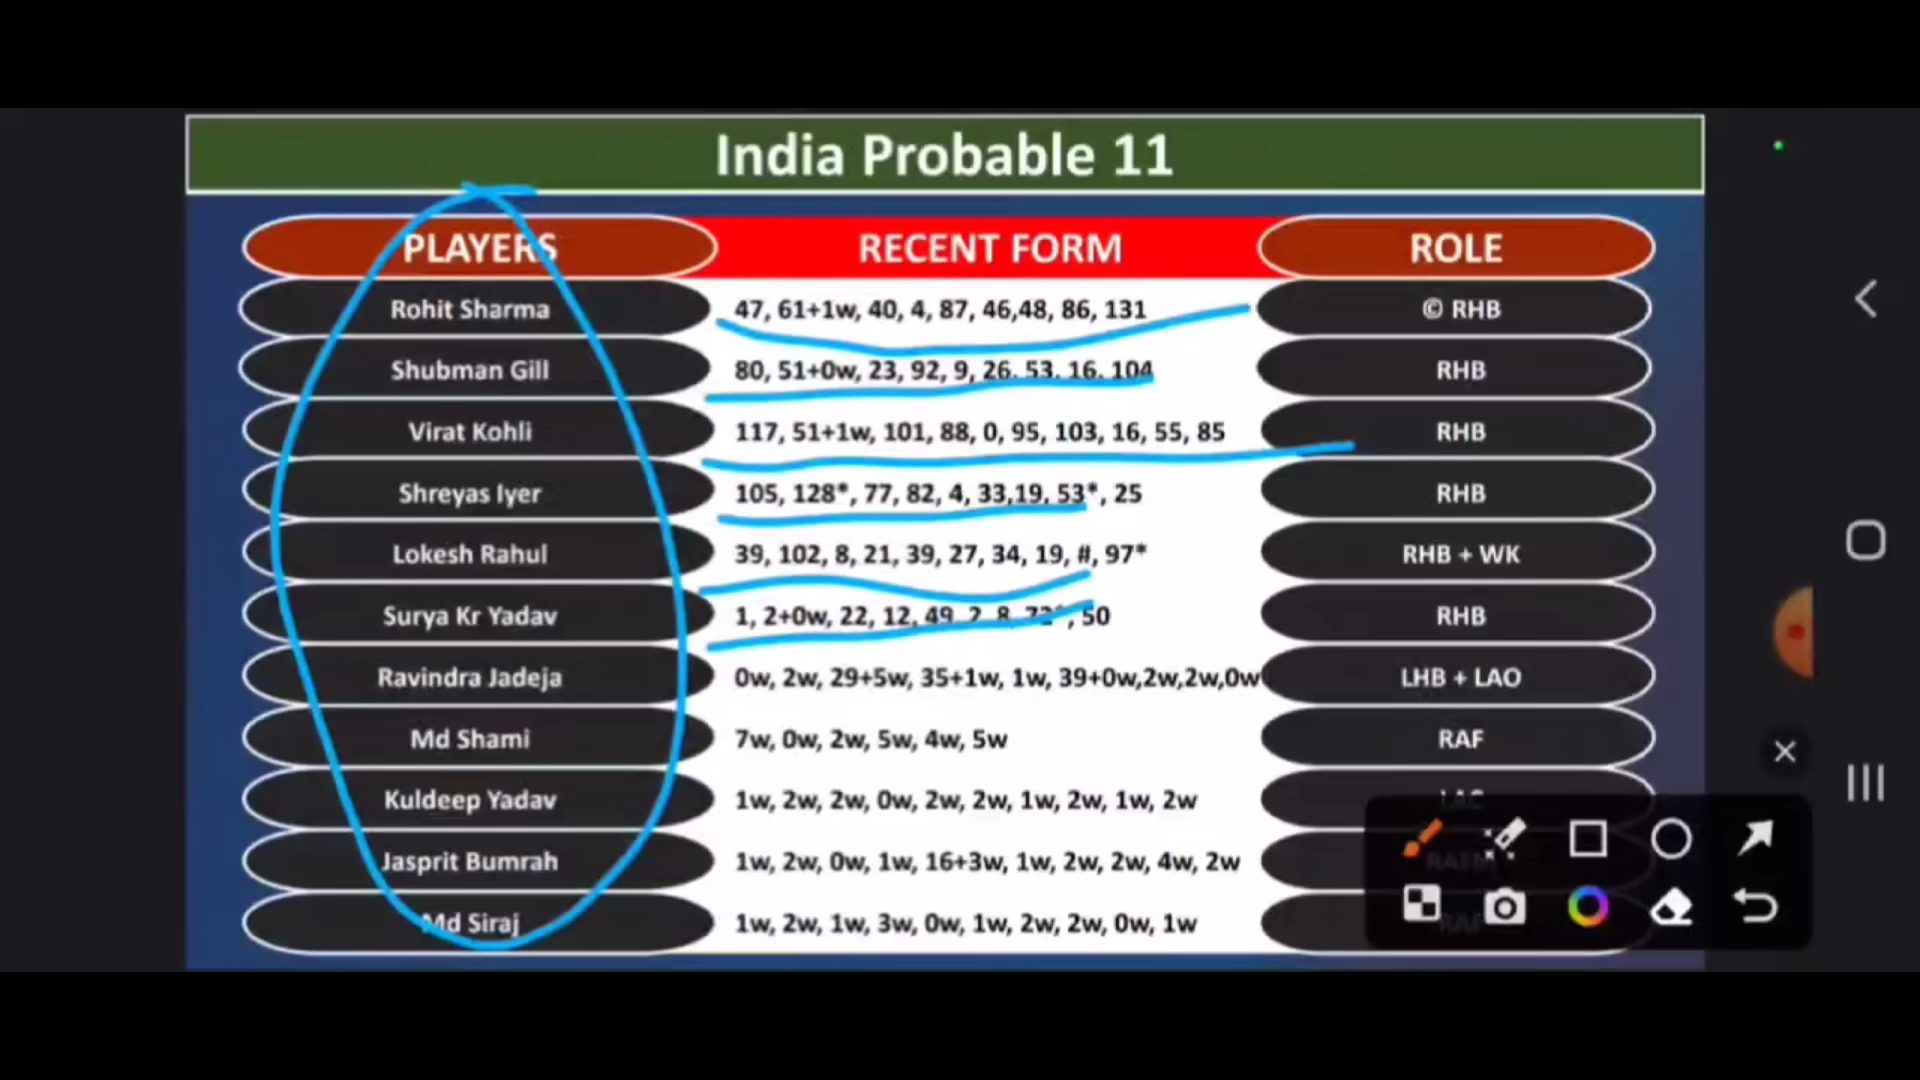 India Probable 11
PLAYERS RECENT FORM ROLE
Rohit Sharma 47, 61+1w, 40, 4, 87, 46,48, 86, 131 © RHB
Shubman Gill 80, 51+0w, 23, 92, 9, 26, 53, 16, 104 RHB
Virat Kohli 117, 51+1w, 101, 88, 0, 95, 103, 16, 55, 85 RHB
Shreyas Iyer 105, 128*, 77, 82, 4, 33,19, 53*, 25 RHB
Lokesh Rahul 39, 102, 8, 21, 39, 27, 34, 19, #, 97* RHB + WK
Surya Kr Yadav 1, 2+0w, 22, 12, 49, 2, 8, 72*, 50 RHB
Ravindra Jadeja 0w, 2w, 29+5w, 35+1w, 1w, 39+0w,2w,2w,0w LHB + LAO
Md Shami 7w, 0w, 2w, 5w, 4w, 5w RAF
Kuldeep Yadav 1w, 2w, 2w, 0w, 2w, 2w, 1w, 2w, 1w, 2w
Jasprit Bumrah 1w, 2w, 0w, 1w, 16+3w, 1w, 2w, 2w, 4w, 2w
Md Siraj 1w, 2w, 1w, 3w, 0w, 1w, 2w, 2w, 0w, 1w